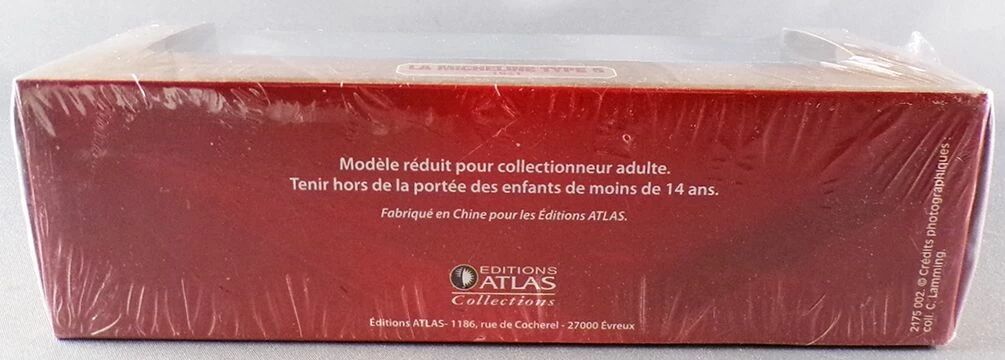 LA MICHELINE TYPE 5
Modèle réduit pour collectionneur adulte.
Tenir hors de la portée des enfants de moins de 14 ans.
Fabriqué en Chine pour les Éditions ATLAS.
EDITIONS
ATLAS
Collections
Éditions ATLAS- 1186, rue de Cocherel - 27000 Évreux
2175 002. © Crédits photographiques :
coll. C. Lamming.